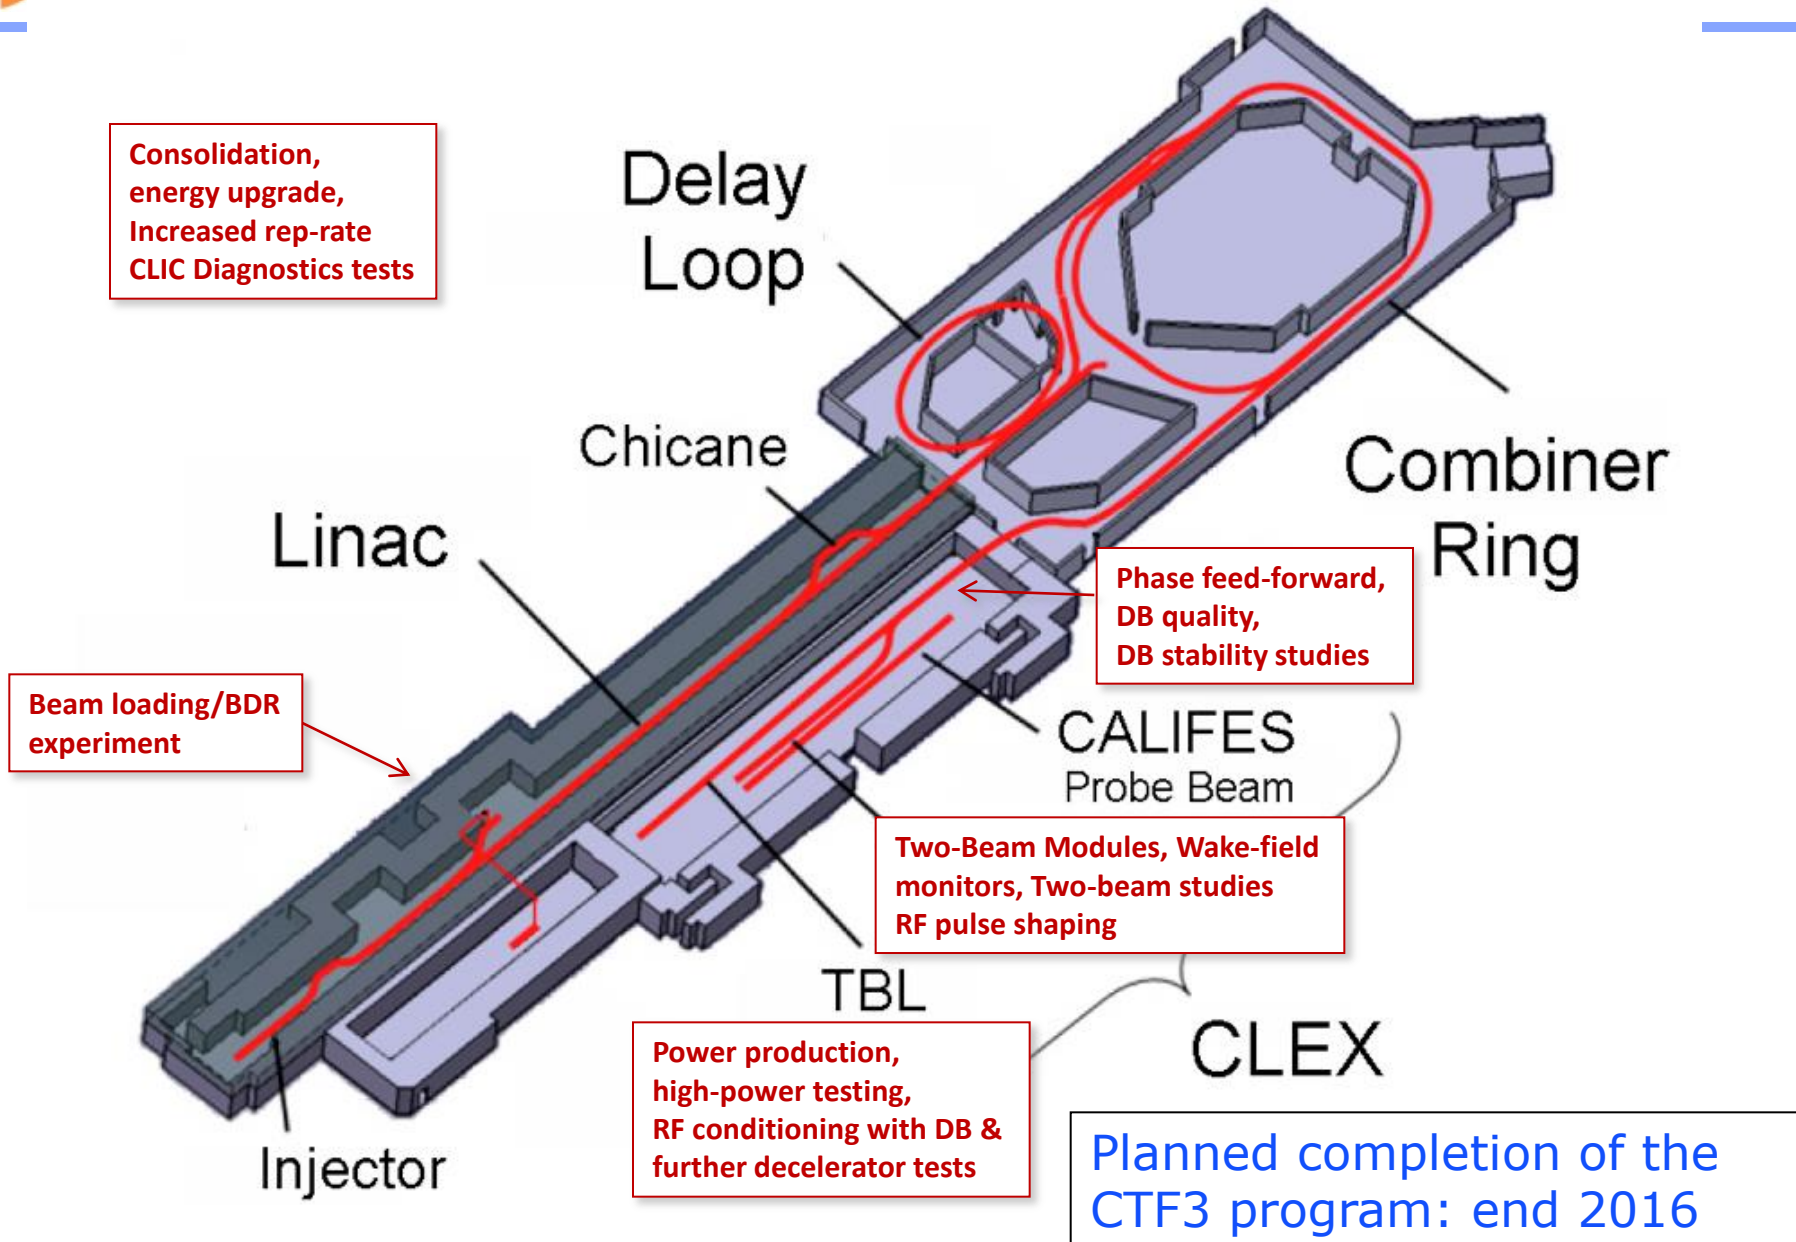 Consolidation,
energy upgrade,
Increased rep-rate
CLIC Diagnostics tests
Delay
Loop
Chicane
Linac
Combiner
Ring
Phase feed-forward,
DB quality,
DB stability studies
Beam loading/BDR
experiment
CALIFES
Probe Beam
Two-Beam Modules, Wake-field
monitors, Two-beam studies
RF pulse shaping
TBL
CLEX
Power production,
high-power testing,
RF conditioning with DB &
further decelerator tests
Injector
Planned completion of the
CTF3 program: end 2016